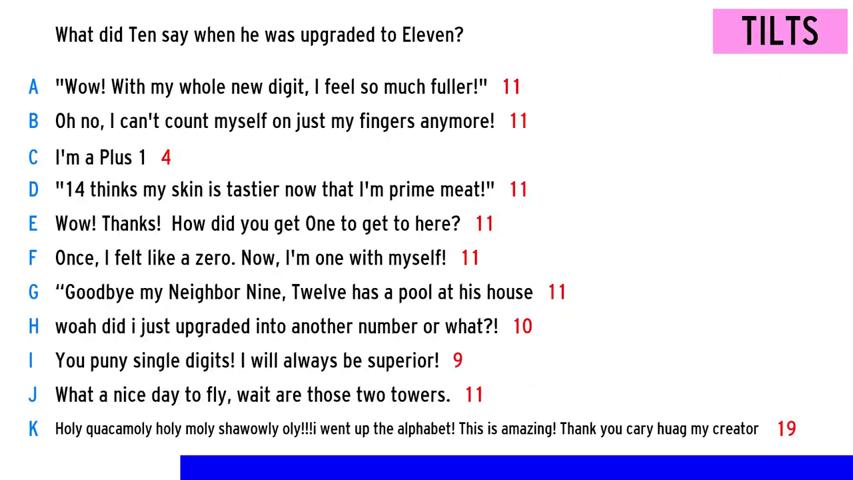 What did Ten say when he was upgraded to Eleven?
TILTS
A "Wow! With my whole new digit, I feel so much fuller!" 11
B Oh no, I can't count myself on just my fingers anymore! 11
C I'm a Plus 1 4
D "14 thinks my skin is tastier now that I'm prime meat!" 11
E Wow! Thanks! How did you get One to get to here? 11
F Once, I felt like a zero. Now, I'm one with myself! 11
G “Goodbye my Neighbor Nine, Twelve has a pool at his house 11
H woah did i just upgraded into another number or what?! 10
I You puny single digits! I will always be superior! 9
J What a nice day to fly, wait are those two towers. 11
K Holy quacamoly holy moly shawowly oly!!!i went up the alphabet! This is amazing! Thank you cary huag my creator 19